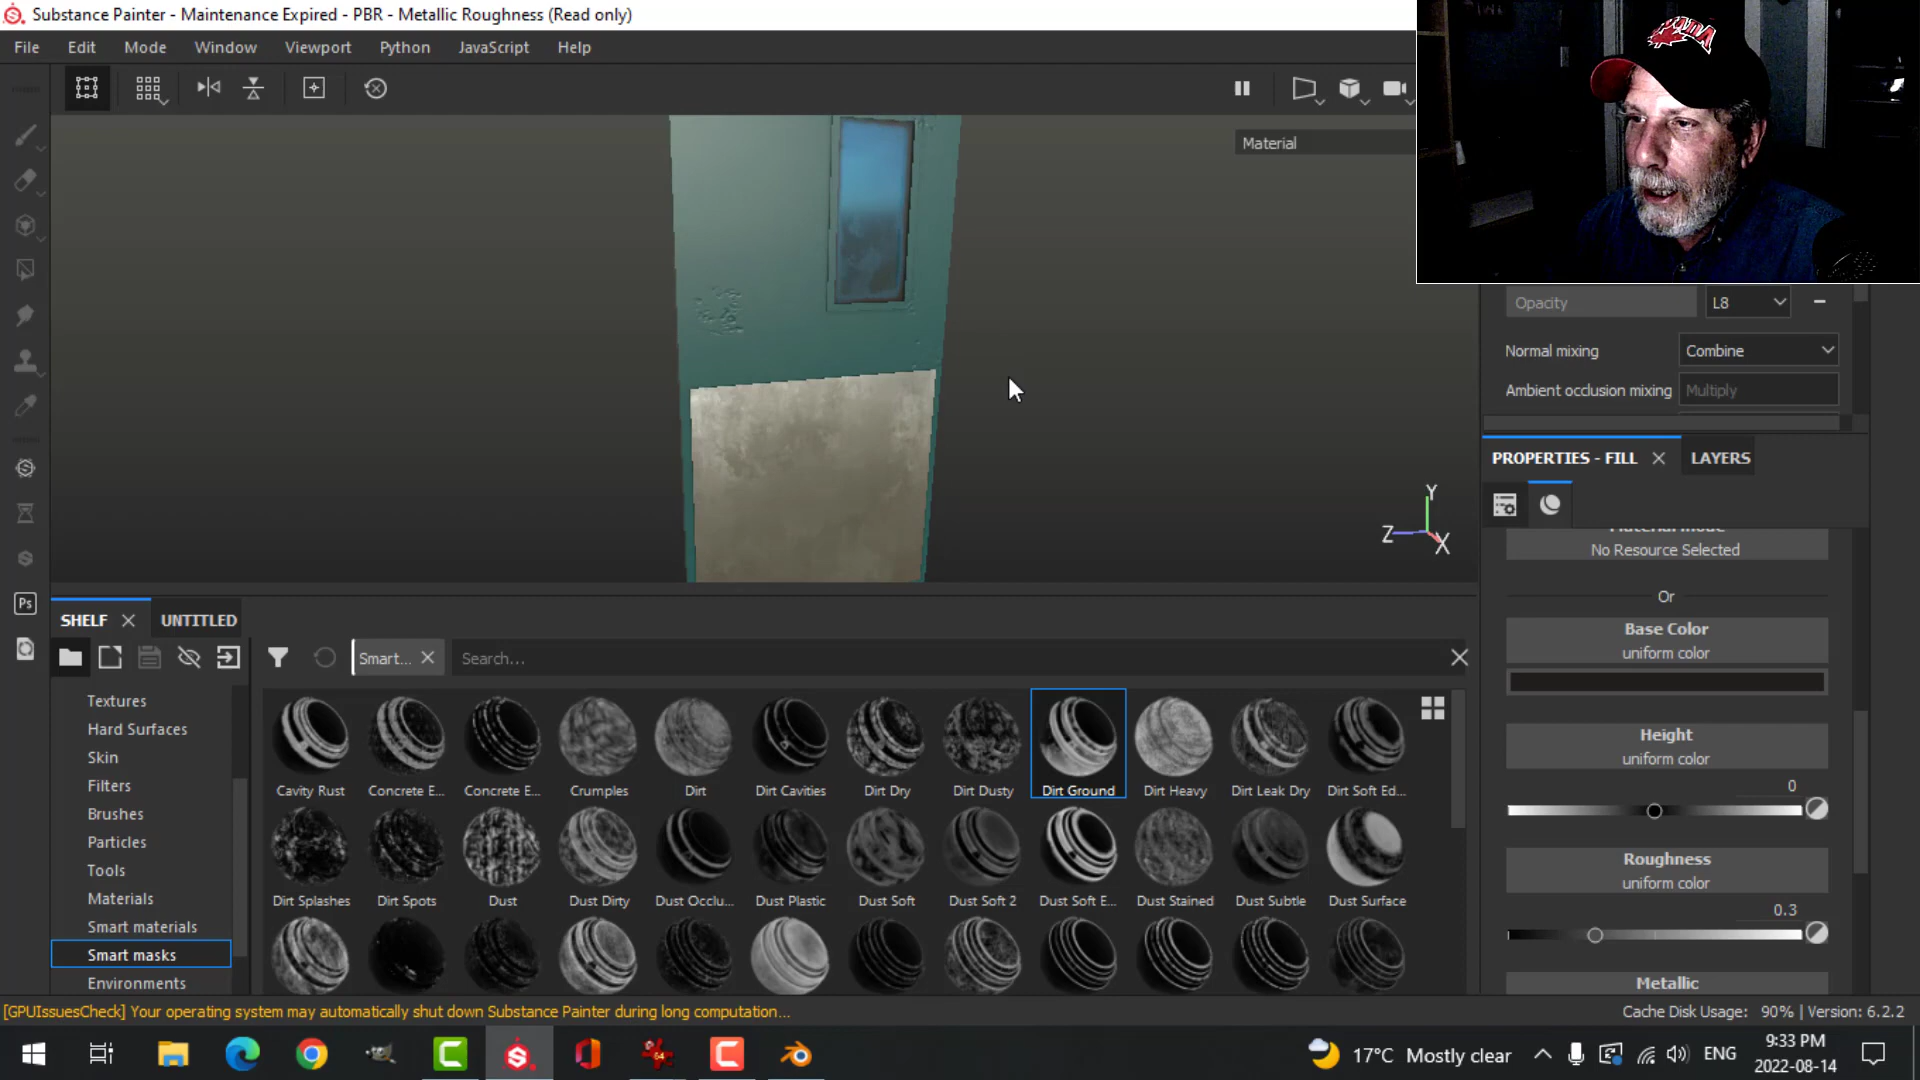 Substance Painter - Maintenance Expired - PBR - Metallic Roughness (Read only)
File Edit Mode Window Viewport Python JavaScript Help
Material
Opacity L8
Normal mixing Combine
Ambient occlusion mixing Multiply
PROPERTIES - FILL LAYERS
No Resource Selected
Or
Base Color
uniform color
Height
uniform color
0
Roughness
uniform color
0.3
Metallic
Y
Z
X
SHELF UNTITLED
Smart... Search...
Textures
Hard Surfaces
Skin
Filters
Brushes
Particles
Tools
Materials
Smart materials
Smart masks
Environments
Cavity Rust Concrete E... Concrete E... Crumples Dirt Dirt Cavities Dirt Dry Dirt Dusty Dirt Ground Dirt Heavy Dirt Leak Dry Dirt Soft Ed...
Dirt Splashes Dirt Spots Dust Dust Dirty Dust Occlu... Dust Plastic Dust Soft Dust Soft 2 Dust Soft E... Dust Stained Dust Subtle Dust Surface
[GPUIssuesCheck] Your operating system may automatically shut down Substance Painter during long computation...
Cache Disk Usage: 90% | Version: 6.2.2
Ps
17°C Mostly clear
ENG
9:33 PM
2022-08-14